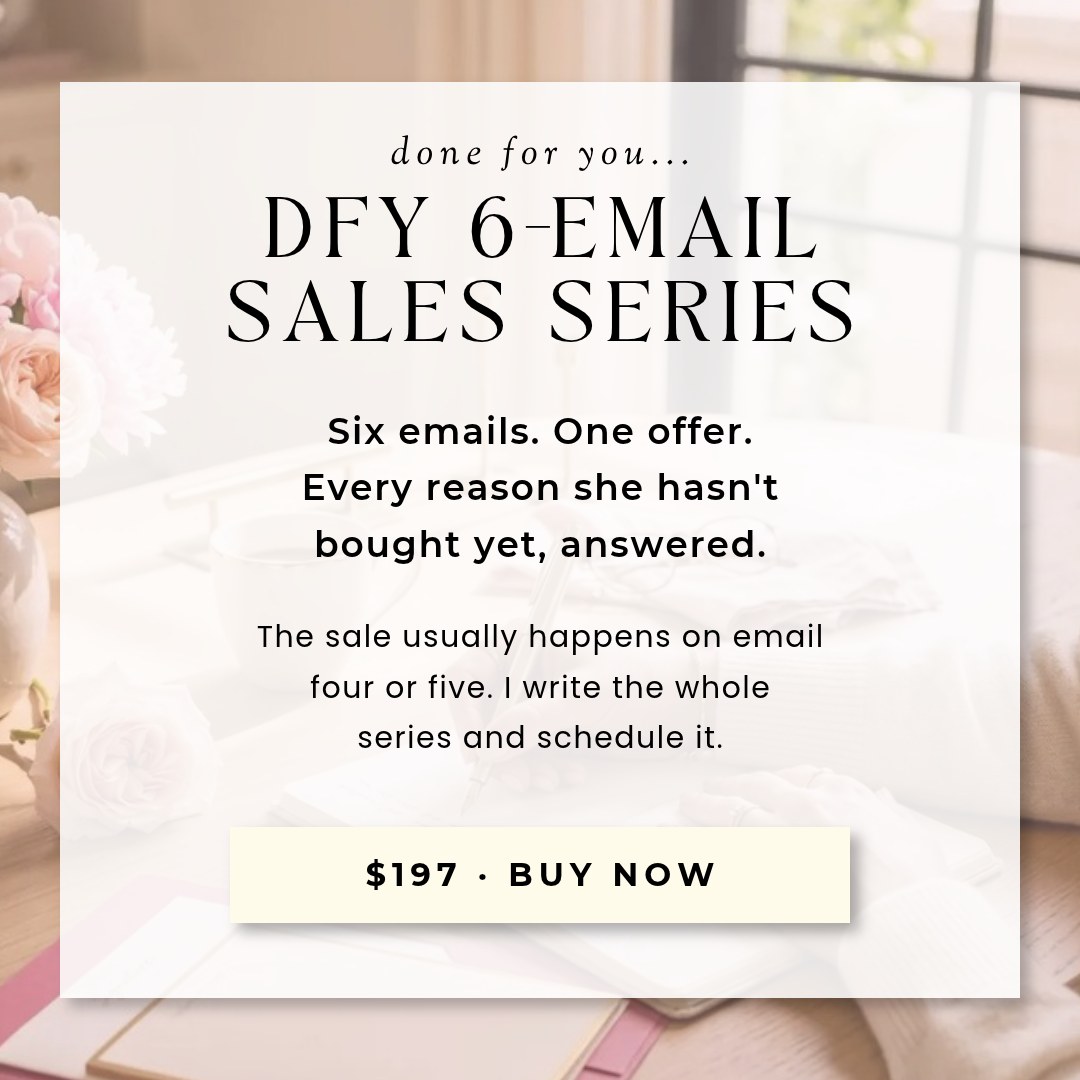 done for you...
DFY 6-EMAIL
SALES SERIES
Six emails. One offer.
Every reason she hasn't
bought yet, answered.
The sale usually happens on email
four or five. I write the whole
series and schedule it.
$197 · BUY NOW